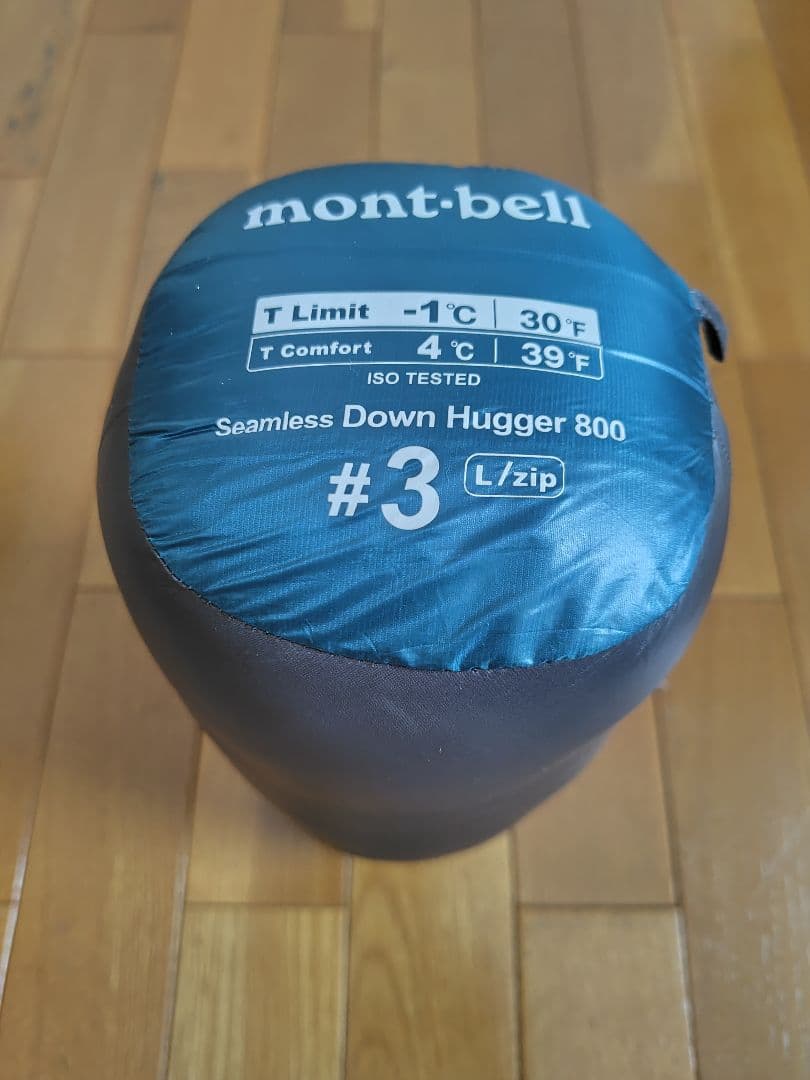 mont·bell
T Limit -1℃ | 30°F
T Comfort 4℃ | 39°F
ISO TESTED
Seamless Down Hugger 800
#3 L/zip